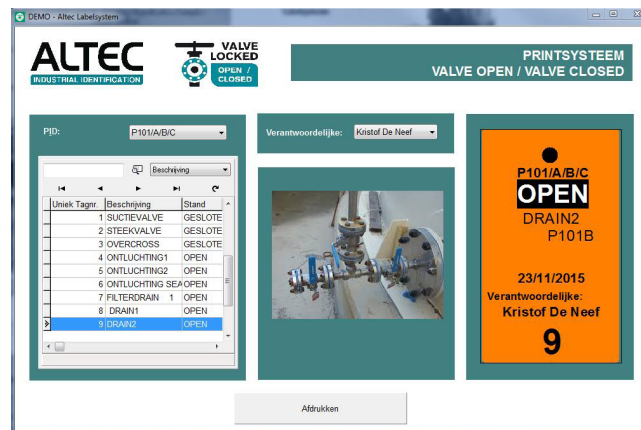 DEMO - Altec Labelsystem
ALTEC
INDUSTRIAL IDENTIFICATION
VALVE
LOCKED
OPEN /
CLOSED
PRINTSYSTEEM
VALVE OPEN / VALVE CLOSED
PID:
P101/A/B/C
Beschrijving
Uniek Tagnr. Beschrijving Stand
1 SUCTIEVALVE GESLOTE
2 STEEKVALVE GESLOTE
3 OVERCROSS GESLOTE
4 ONTLUCHTING1 OPEN
5 ONTLUCHTING2 OPEN
6 ONTLUCHTING SEA OPEN
7 FILTERDRAIN 1 OPEN
8 DRAIN1 OPEN
9 DRAIN2 OPEN
Verantwoordelijke: Kristof De Neef
P101/A/B/C
OPEN
DRAIN2
P101B
23/11/2015
Verantwoordelijke:
Kristof De Neef
9
Afdrukken